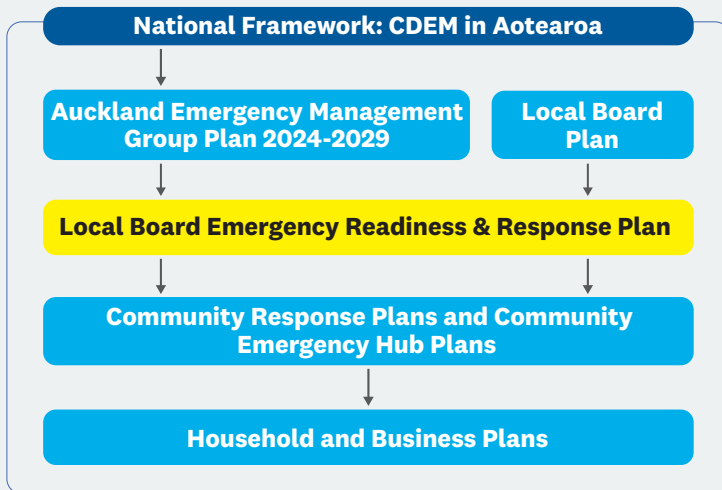 National Framework: CDEM in Aotearoa
Auckland Emergency Management
Group Plan 2024-2029
Local Board
Plan
Local Board Emergency Readiness & Response Plan
Community Response Plans and Community
Emergency Hub Plans
Household and Business Plans